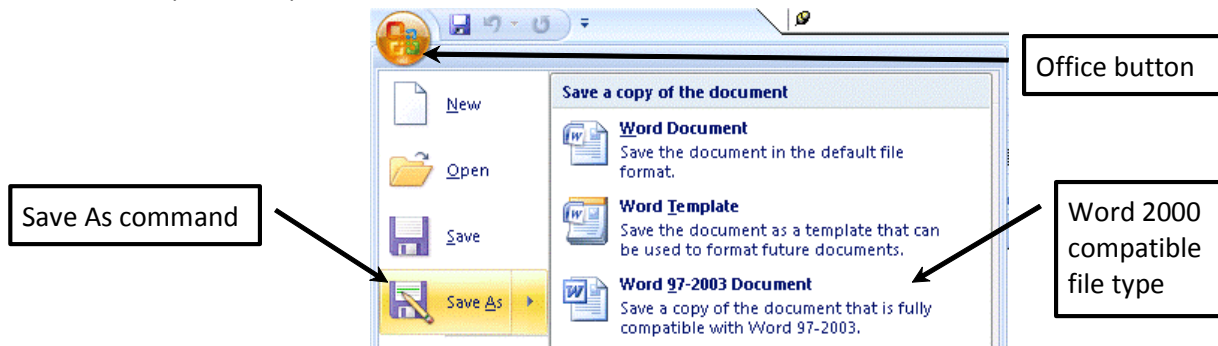 Office button
Save a copy of the document
New
Word Document
Save the document in the default file
format.
Open
Word Template
Save the document as a template that can
be used to format future documents.
Save As command
Save
Word 2000
compatible
file type
Word 97-2003 Document
Save a copy of the document that is fully
compatible with Word 97-2003.
Save As